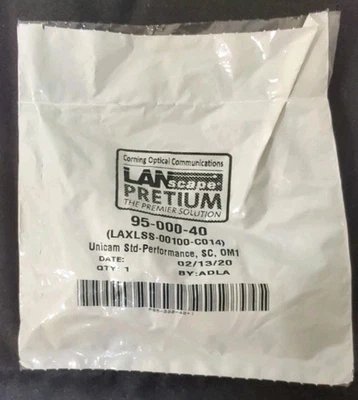 Corning Optical Communications
LANscape®
PRETIUM
THE PREMIER SOLUTION
95-000-40
(LAXLSS-00100-C014)
Unicam Std-Performance, SC, OM1
DATE: 02/13/20
QTY: 1 BY:ADLA